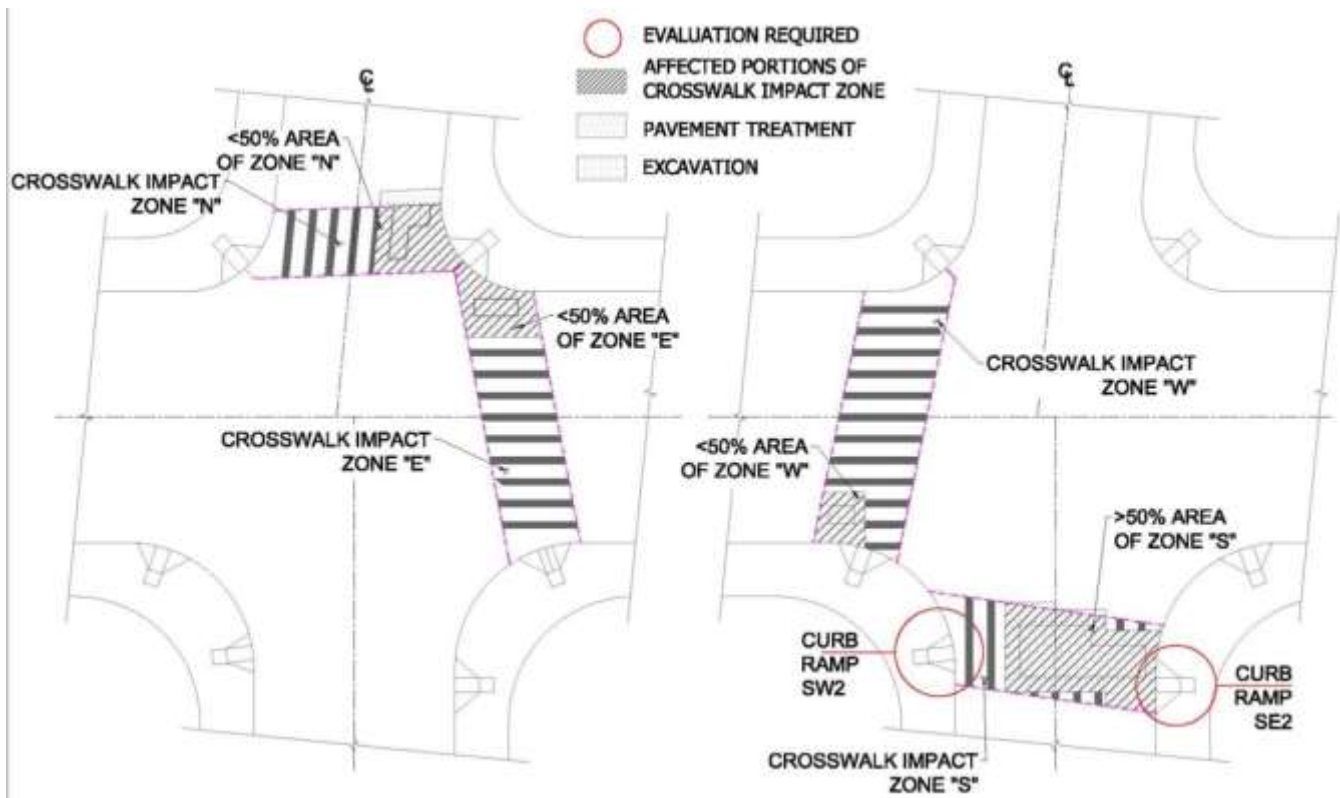 EVALUATION REQUIRED
AFFECTED PORTIONS OF
CROSSWALK IMPACT ZONE
PAVEMENT TREATMENT
EXCAVATION
℄
<50% AREA
OF ZONE "N"
CROSSWALK IMPACT
ZONE "N"
<50% AREA
OF ZONE "E"
CROSSWALK IMPACT
ZONE "E"
℄
CROSSWALK IMPACT
ZONE "W"
<50% AREA
OF ZONE "W"
>50% AREA
OF ZONE "S"
CURB
RAMP
SW2
CURB
RAMP
SE2
CROSSWALK IMPACT
ZONE "S"